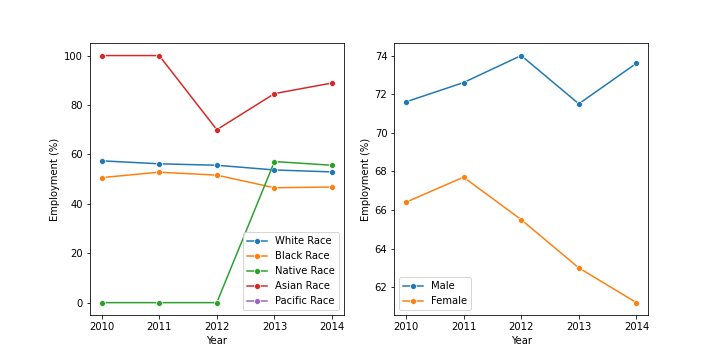 100
80
60
40
20
0
Employment (%)
2010 2011 2012 2013 2014
Year
White Race
Black Race
Native Race
Asian Race
Pacific Race
74
72
70
68
66
64
62
Employment (%)
2010 2011 2012 2013 2014
Year
Male
Female